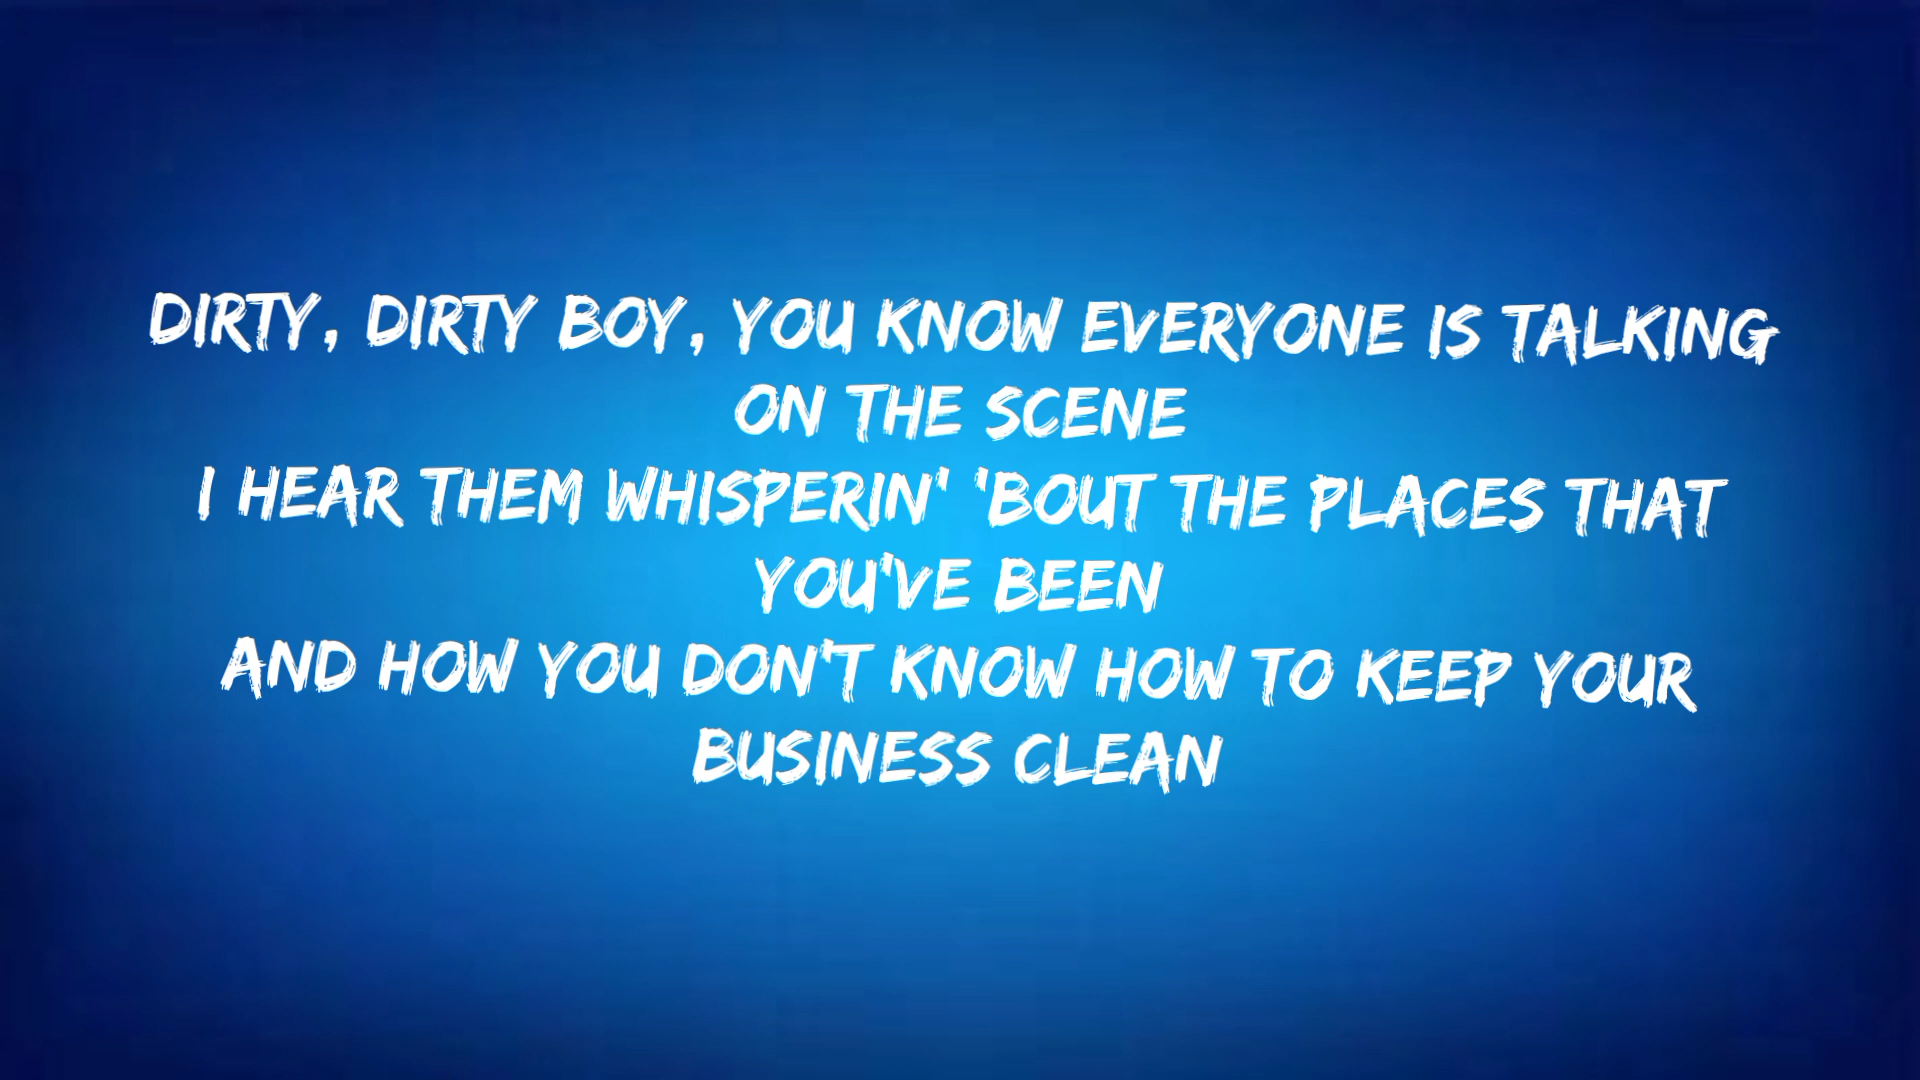 DIRTY, DIRTY BOY, YOU KNOW EVERYONE IS TALKING
ON THE SCENE
I HEAR THEM WHISPERIN' 'BOUT THE PLACES THAT
YOU'VE BEEN
AND HOW YOU DON'T KNOW HOW TO KEEP YOUR
BUSINESS CLEAN